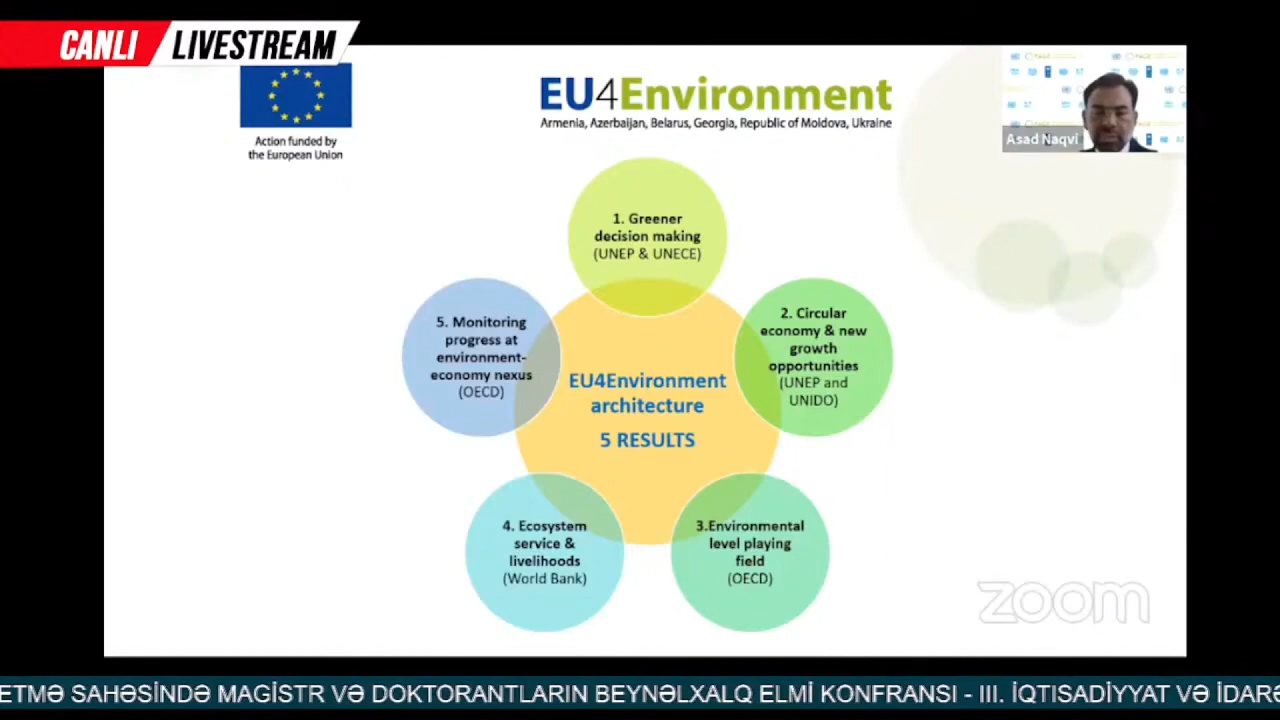 CANLI LIVESTREAM
Action funded by
the European Union
EU4Environment
Armenia, Azerbaijan, Belarus, Georgia, Republic of Moldova, Ukraine
Asad Naqvi
1. Greener
decision making
(UNEP & UNECE)
5. Monitoring
progress at
environment-
economy nexus
(OECD)
2. Circular
economy & new
growth
opportunities
(UNEP and
UNIDO)
EU4Environment
architecture
5 RESULTS
4. Ecosystem
service &
livelihoods
(World Bank)
3.Environmental
level playing
field
(OECD)
zoom
ETMƏ SAHƏSİNDƏ MAGİSTR VƏ DOKTORANTLARIN BEYNƏLXALQ ELMİ KONFRANSI - III. İQTISADİYYAT VƏ İDARƏ